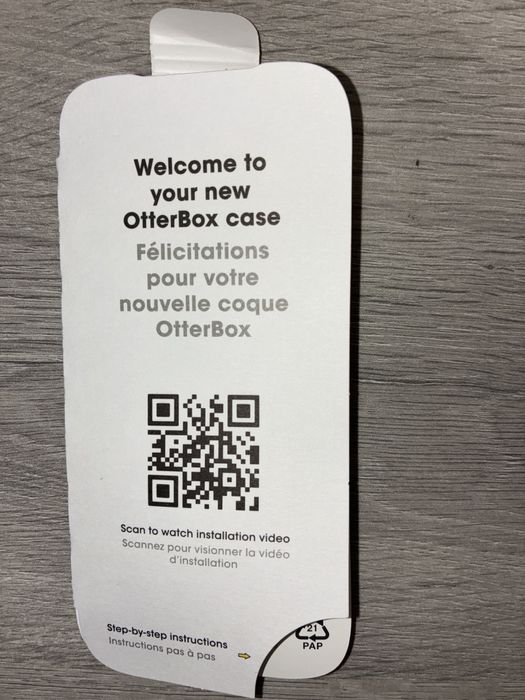 Welcome to
your new
OtterBox case
Félicitations
pour votre
nouvelle coque
OtterBox
Scan to watch installation video
Scannez pour visionner la vidéo
d'installation
Step-by-step instructions
Instructions pas à pas
21
PAP